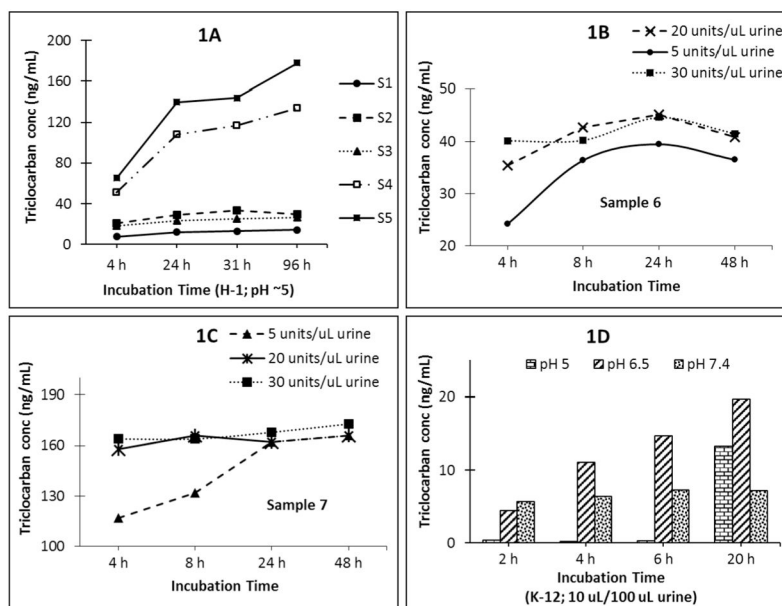 1A
Triclocarban conc (ng/mL)
200
160
120
80
40
0
4 h 24 h 31 h 96 h
Incubation Time (H-1; pH ~5)
S1
S2
S3
S4
S5
1B
20 units/uL urine
5 units/uL urine
30 units/uL urine
Triclocarban conc (ng/mL)
50
40
30
20
Sample 6
4 h 8 h 24 h 48 h
Incubation Time
1C
5 units/uL urine
20 units/uL urine
30 units/uL urine
Triclocarban conc (ng/mL)
190
160
130
100
Sample 7
4 h 8 h 24 h 48 h
Incubation Time
1D
pH 5 pH 6.5 pH 7.4
Triclocarban conc (ng/mL)
20
10
0
2 h 4 h 6 h 20 h
Incubation Time
(K-12; 10 uL/100 uL urine)